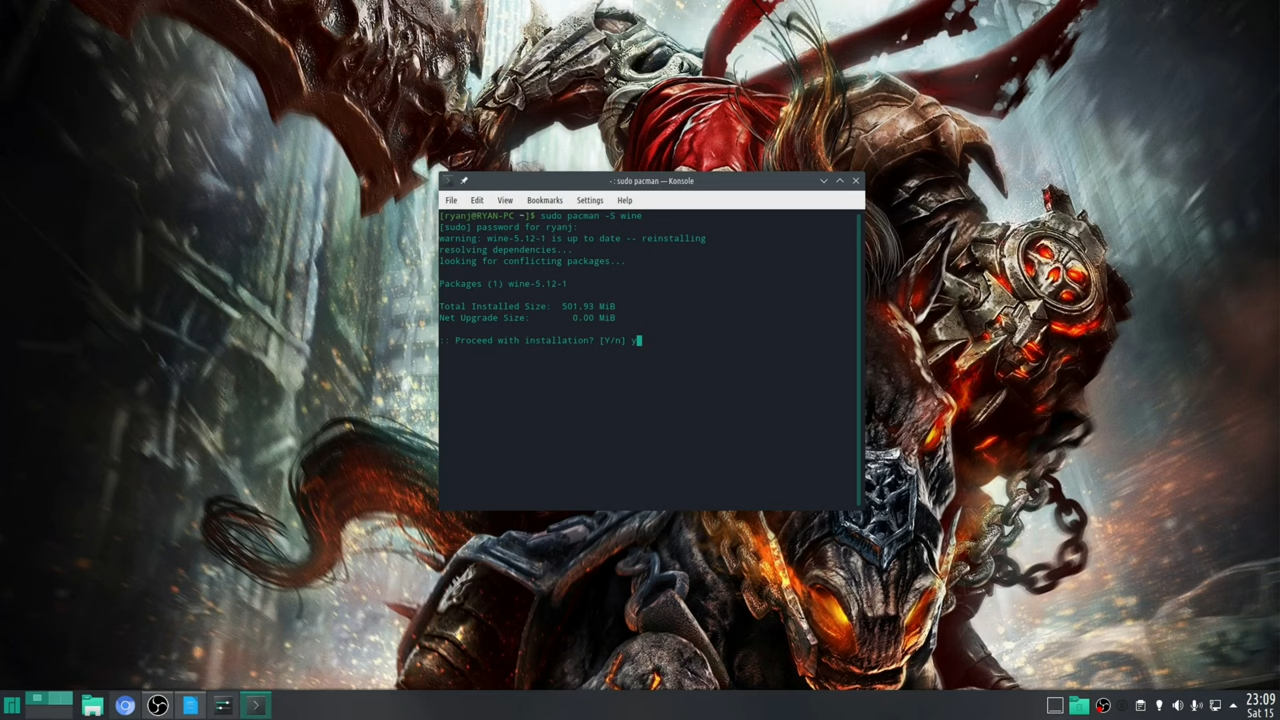 ~ : sudo pacman — Konsole
File Edit View Bookmarks Settings Help
[ryanj@RYAN-PC ~]$ sudo pacman -S wine
[sudo] password for ryanj:
warning: wine-5.12-1 is up to date -- reinstalling
resolving dependencies...
looking for conflicting packages...
Packages (1) wine-5.12-1
Total Installed Size: 501.93 MiB
Net Upgrade Size: 0.00 MiB
:: Proceed with installation? [Y/n] y
23:09
Sat 15